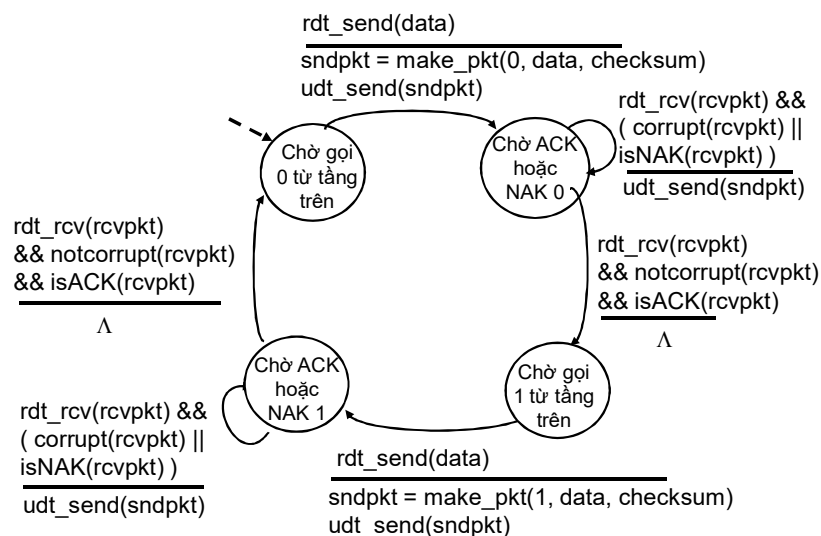 rdt_send(data)
sndpkt = make_pkt(0, data, checksum)
udt_send(sndpkt)
Chờ gọi
0 từ tầng
trên
Chờ ACK
hoặc
NAK 0
rdt_rcv(rcvpkt) &&
( corrupt(rcvpkt) ||
isNAK(rcvpkt) )
udt_send(sndpkt)
rdt_rcv(rcvpkt)
&& notcorrupt(rcvpkt)
&& isACK(rcvpkt)
Λ
rdt_rcv(rcvpkt)
&& notcorrupt(rcvpkt)
&& isACK(rcvpkt)
Λ
Chờ ACK
hoặc
NAK 1
Chờ gọi
1 từ tầng
trên
rdt_rcv(rcvpkt) &&
( corrupt(rcvpkt) ||
isNAK(rcvpkt) )
udt_send(sndpkt)
rdt_send(data)
sndpkt = make_pkt(1, data, checksum)
udt_send(sndpkt)